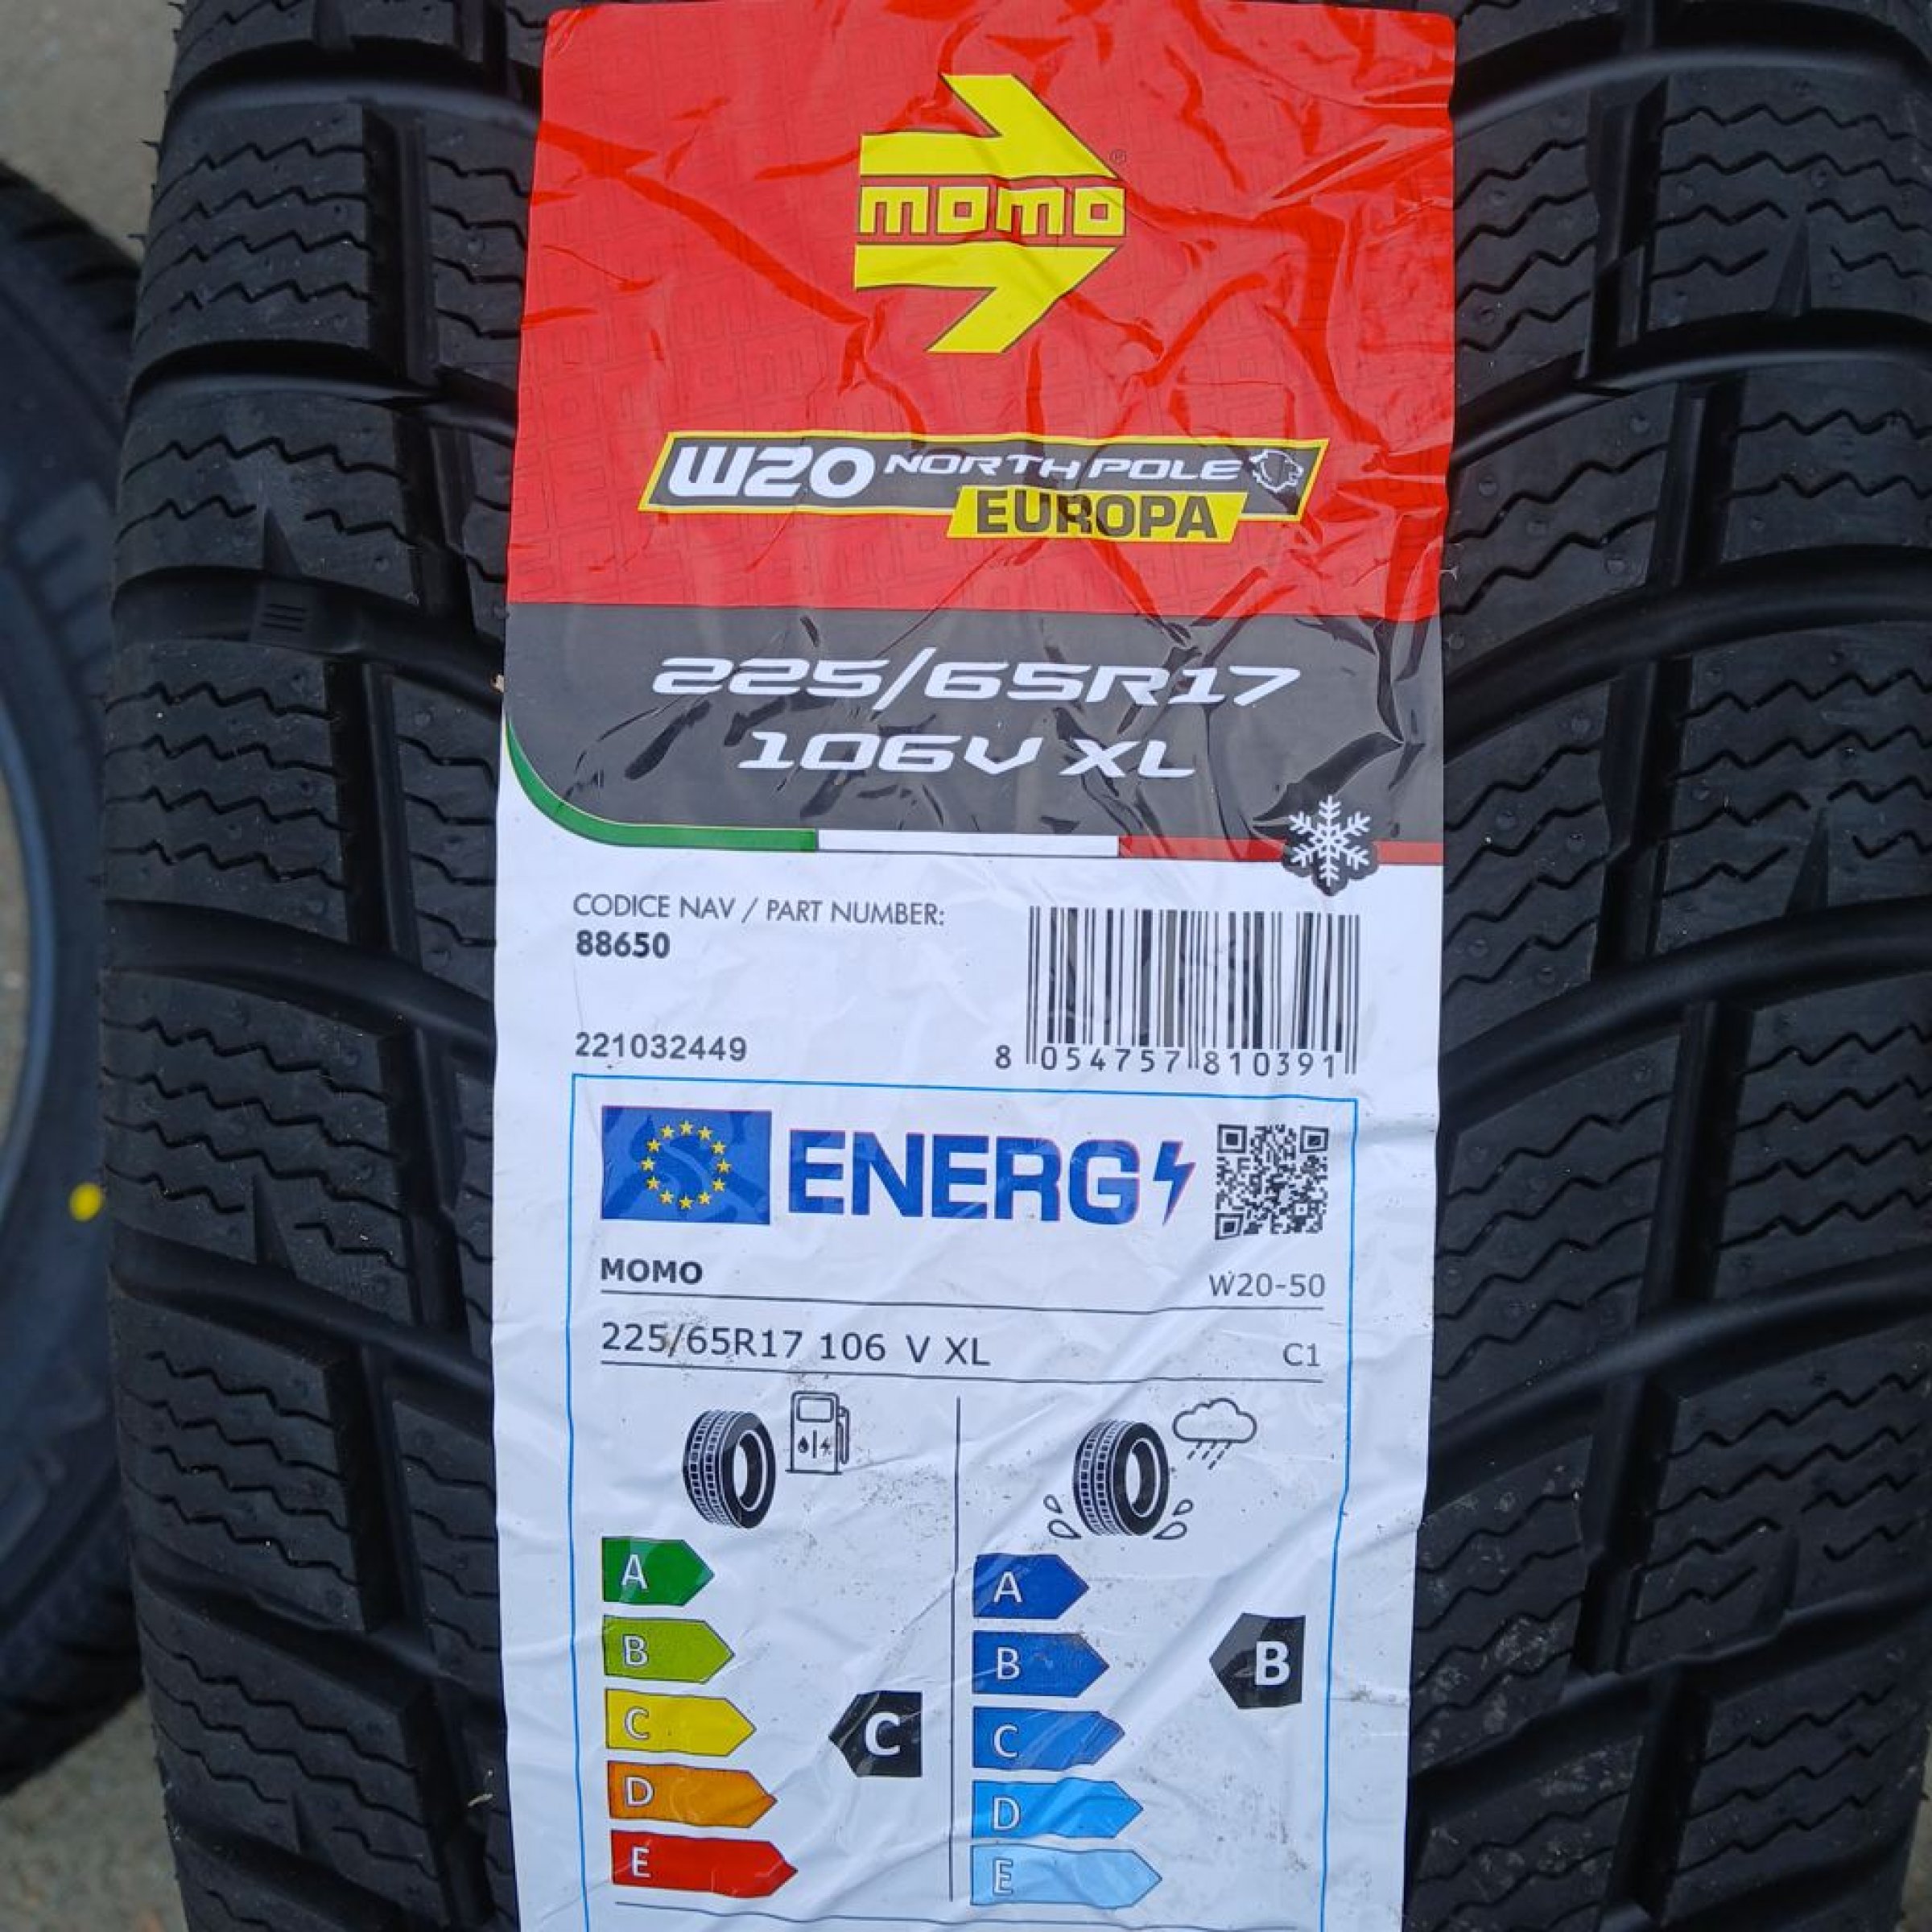 momo®
W20 NORTH POLE
EUROPA
225/65R17
106V XL
CODICE NAV / PART NUMBER:
88650
221032449
8 054757 810391
ENERG
MOMO W20-50
225/65R17 106 V XL C1
A A
B B B
C C C
D D
E E